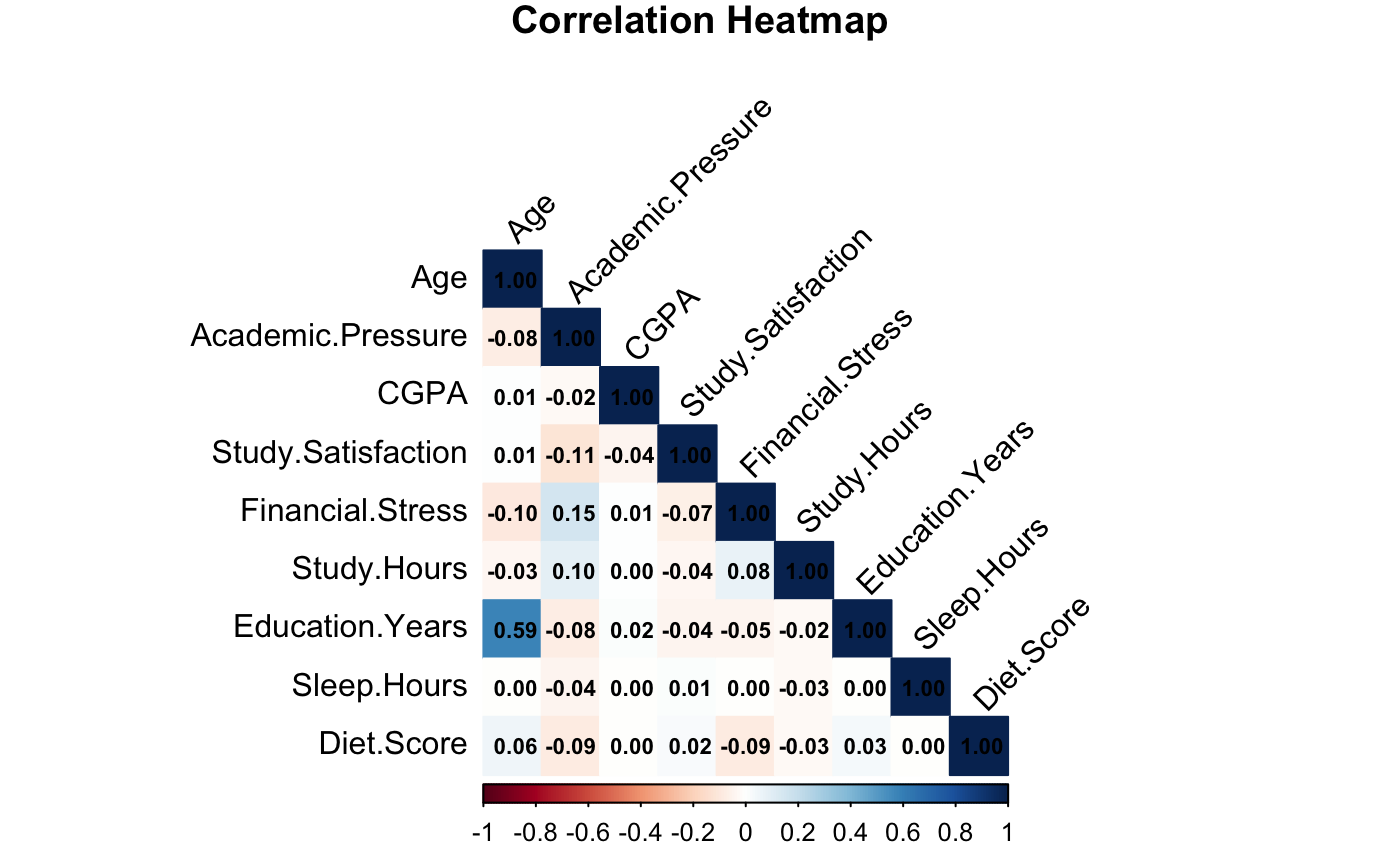 Correlation Heatmap
Age
Academic.Pressure
CGPA
Study.Satisfaction
Financial.Stress
Study.Hours
Education.Years
Sleep.Hours
Diet.Score
Age 1.00
Academic.Pressure -0.08 1.00
CGPA 0.01 -0.02 1.00
Study.Satisfaction 0.01 -0.11 -0.04 1.00
Financial.Stress -0.10 0.15 0.01 -0.07 1.00
Study.Hours -0.03 0.10 0.00 -0.04 0.08 1.00
Education.Years 0.59 -0.08 0.02 -0.04 -0.05 -0.02 1.00
Sleep.Hours 0.00 -0.04 0.00 0.01 0.00 -0.03 0.00 1.00
Diet.Score 0.06 -0.09 0.00 0.02 -0.09 -0.03 0.03 0.00 1.00
-1 -0.8 -0.6 -0.4 -0.2 0 0.2 0.4 0.6 0.8 1